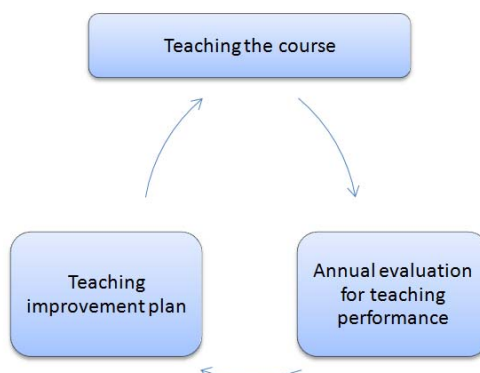 Teaching the course
Teaching
improvement plan
Annual evaluation
for teaching
performance